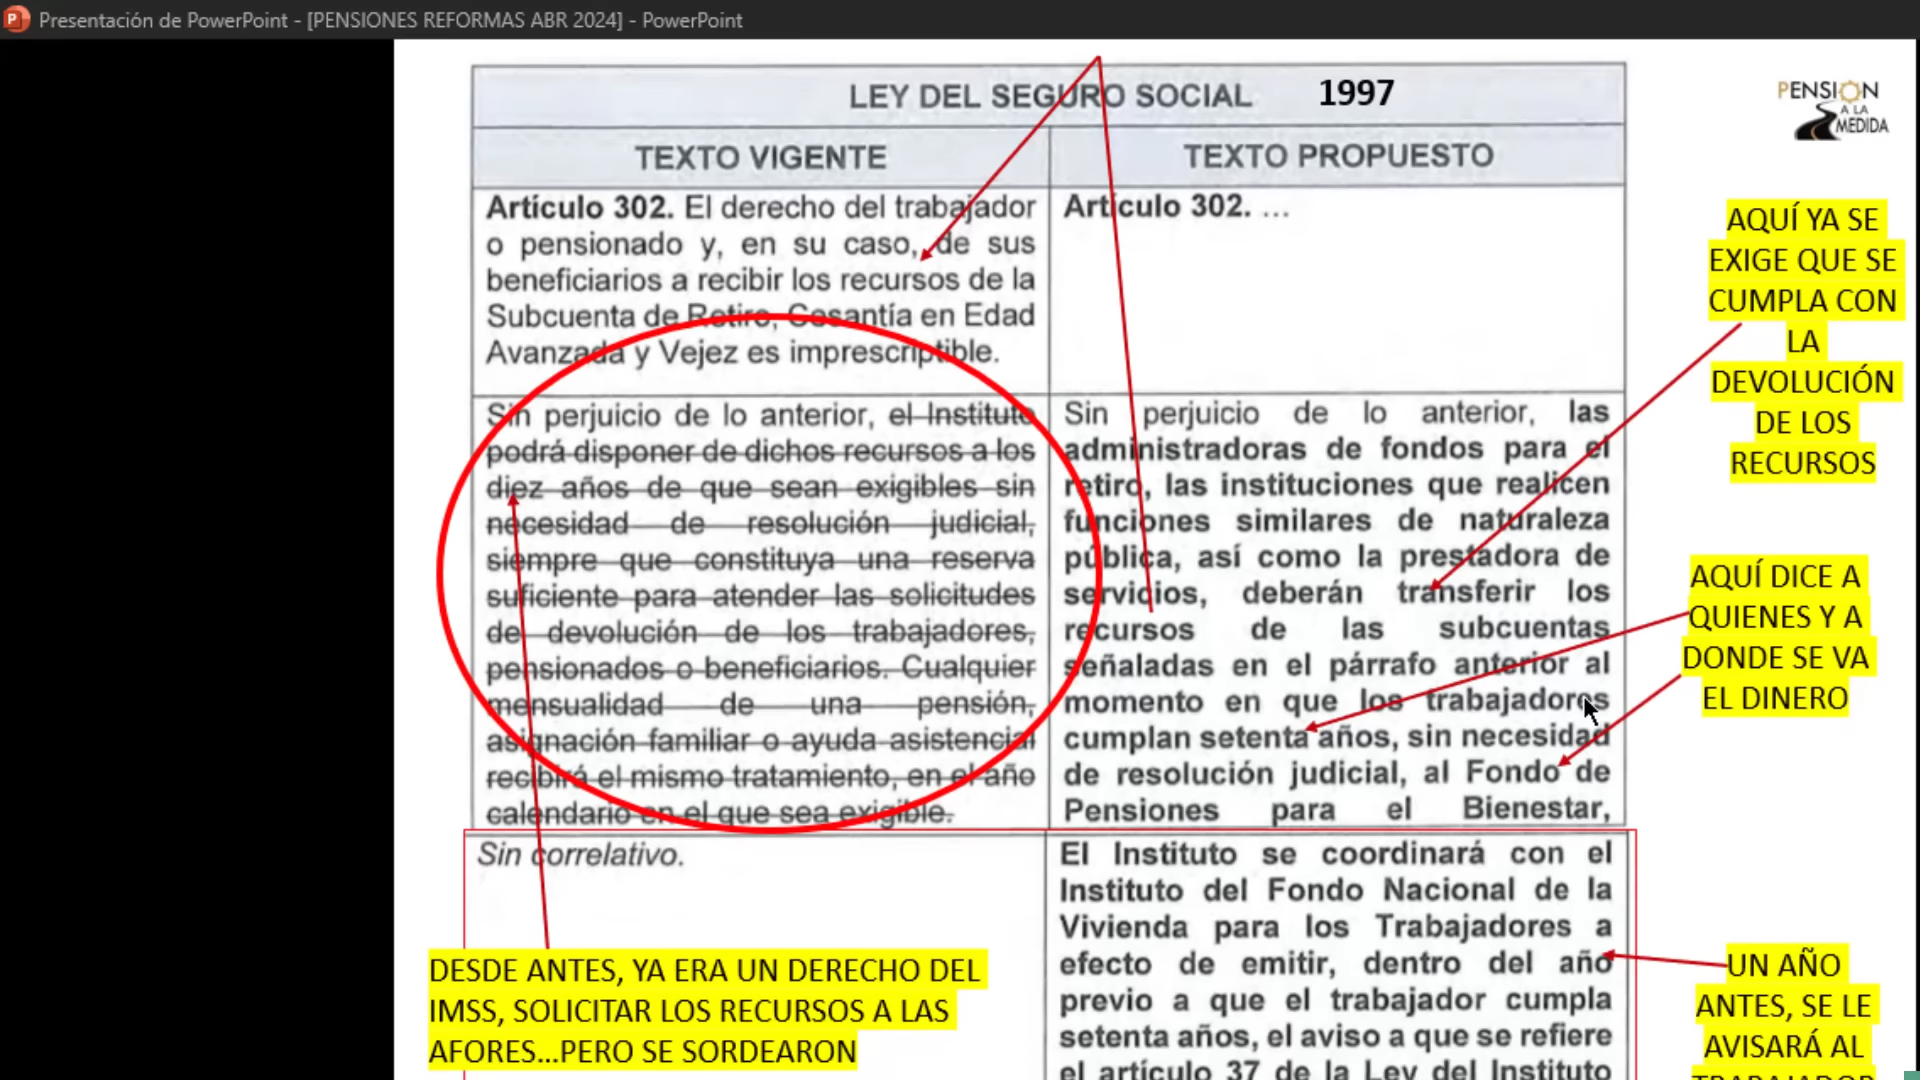 Presentación de PowerPoint - [PENSIONES REFORMAS ABR 2024] - PowerPoint
LEY DEL SEGURO SOCIAL 1997
PENSION
A LA
MEDIDA
TEXTO VIGENTE
TEXTO PROPUESTO
Artículo 302. El derecho del trabajador
o pensionado y, en su caso, de sus
beneficiarios a recibir los recursos de la
Subcuenta de Retiro, Cesantía en Edad
Avanzada y Vejez es imprescriptible.
Artículo 302. ...
Sin perjuicio de lo anterior, el Instituto
podrá disponer de dichos recursos a los
diez años de que sean exigibles sin
necesidad de resolución judicial,
siempre que constituya una reserva
suficiente para atender las solicitudes
de devolución de los trabajadores,
pensionados o beneficiarios. Cualquier
mensualidad de una pensión,
asignación familiar o ayuda asistencial
recibirá el mismo tratamiento, en el año
calendario en el que sea exigible.
Sin perjuicio de lo anterior, las
administradoras de fondos para el
retiro, las instituciones que realicen
funciones similares de naturaleza
pública, así como la prestadora de
servicios, deberán transferir los
recursos de las subcuentas
señaladas en el párrafo anterior al
momento en que los trabajadores
cumplan setenta años, sin necesidad
de resolución judicial, al Fondo de
Pensiones para el Bienestar,
Sin correlativo.
El Instituto se coordinará con el
Instituto del Fondo Nacional de la
Vivienda para los Trabajadores a
efecto de emitir, dentro del año
previo a que el trabajador cumpla
setenta años, el aviso a que se refiere
el artículo 37 de la Ley del Instituto
DESDE ANTES, YA ERA UN DERECHO DEL
IMSS, SOLICITAR LOS RECURSOS A LAS
AFORES...PERO SE SORDEARON
AQUÍ YA SE
EXIGE QUE SE
CUMPLA CON
LA
DEVOLUCIÓN
DE LOS
RECURSOS
AQUÍ DICE A
QUIENES Y A
DONDE SE VA
EL DINERO
UN AÑO
ANTES, SE LE
AVISARÁ AL
TRABAJADOR